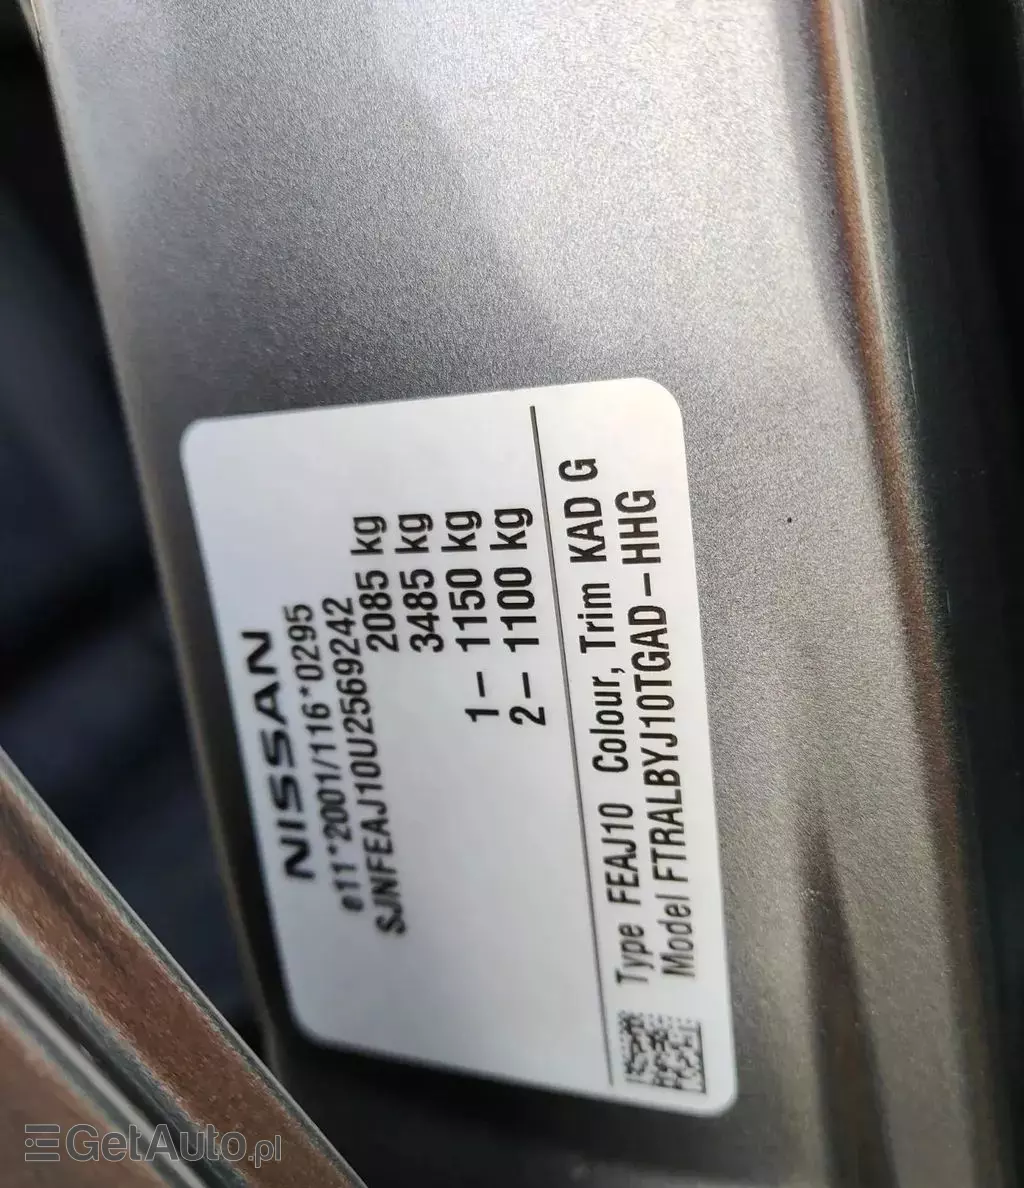 NISSAN
e11*2001/116*0295
SJNFEAJ10U2569242
2085 kg
3485 kg
1– 1150 kg
2– 1100 kg
Type FEAJ10 Colour, Trim KAD G
Model FTRALBYJ10TGAD–HHG
GetAuto.pl